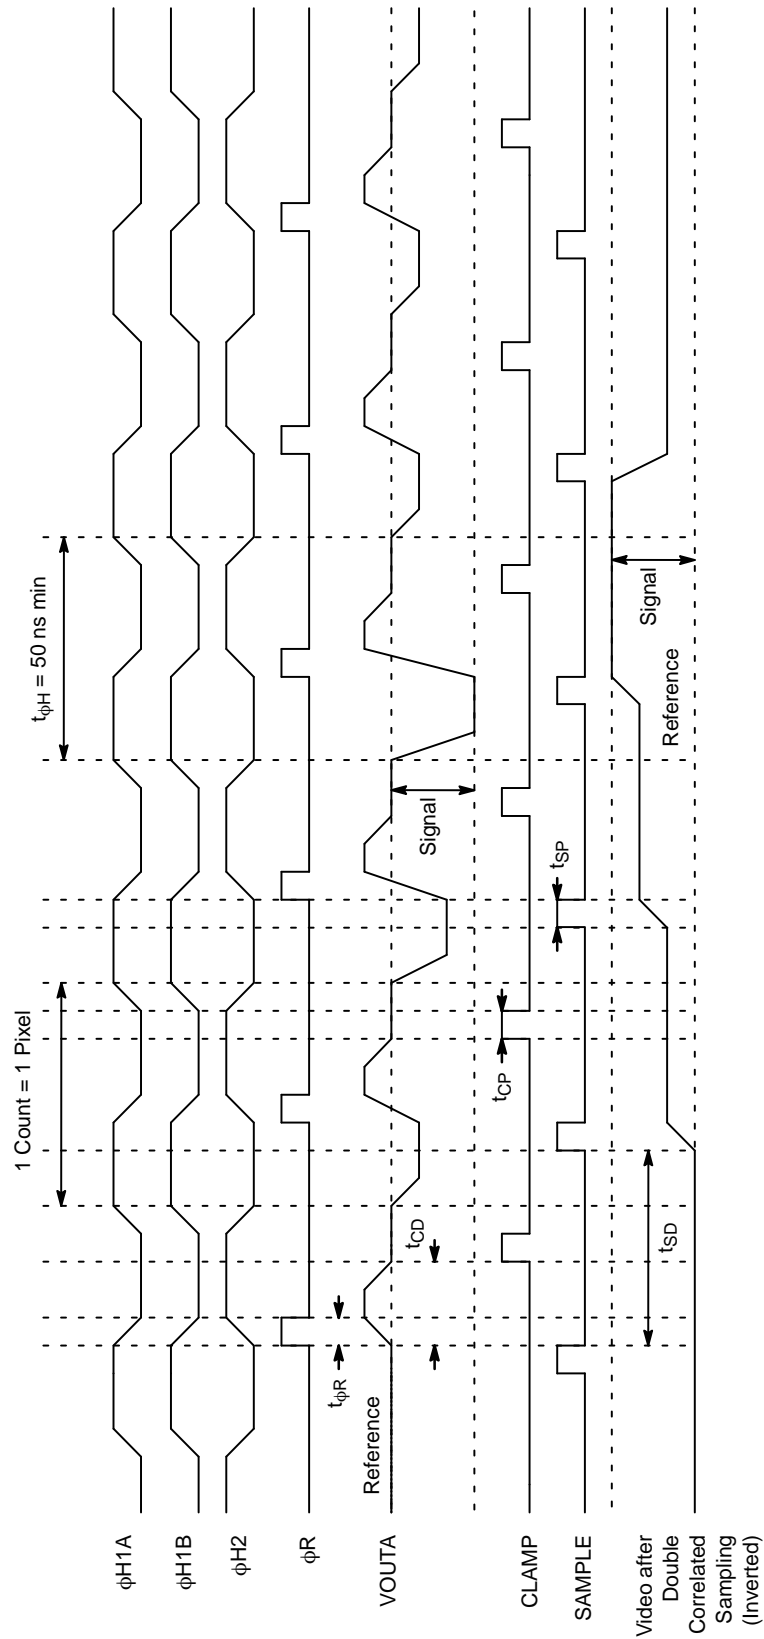 1 Count = 1 Pixel
tϕH = 50 ns min
ϕH1A
ϕH1B
ϕH2
ϕR
tϕR
VOUTA
Reference
tCD
Signal
CLAMP
tCP
SAMPLE
tSP
Video after
Double
Correlated
Sampling
(Inverted)
tSD
Reference
Signal